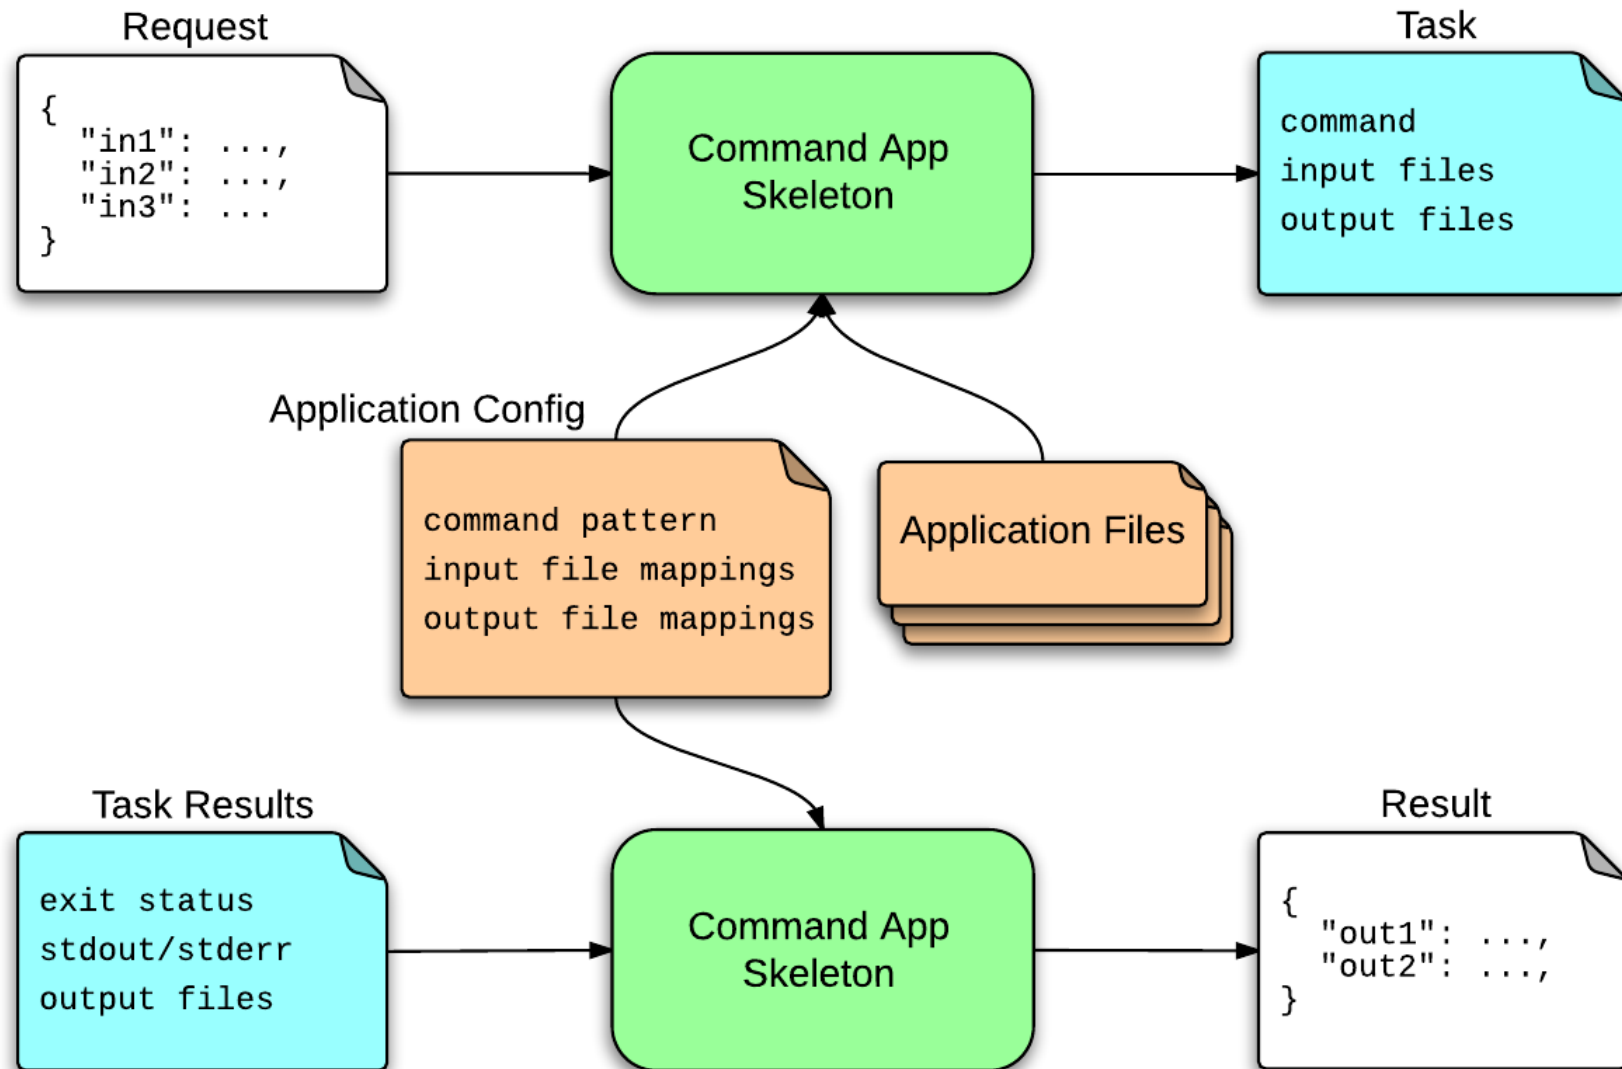 Request
{
  "in1": ...,
  "in2": ...,
  "in3": ...
}
Command App
Skeleton
Task
command
input files
output files
Application Config
command pattern
input file mappings
output file mappings
Application Files
Task Results
exit status
stdout/stderr
output files
Command App
Skeleton
Result
{
  "out1": ...,
  "out2": ...,
}